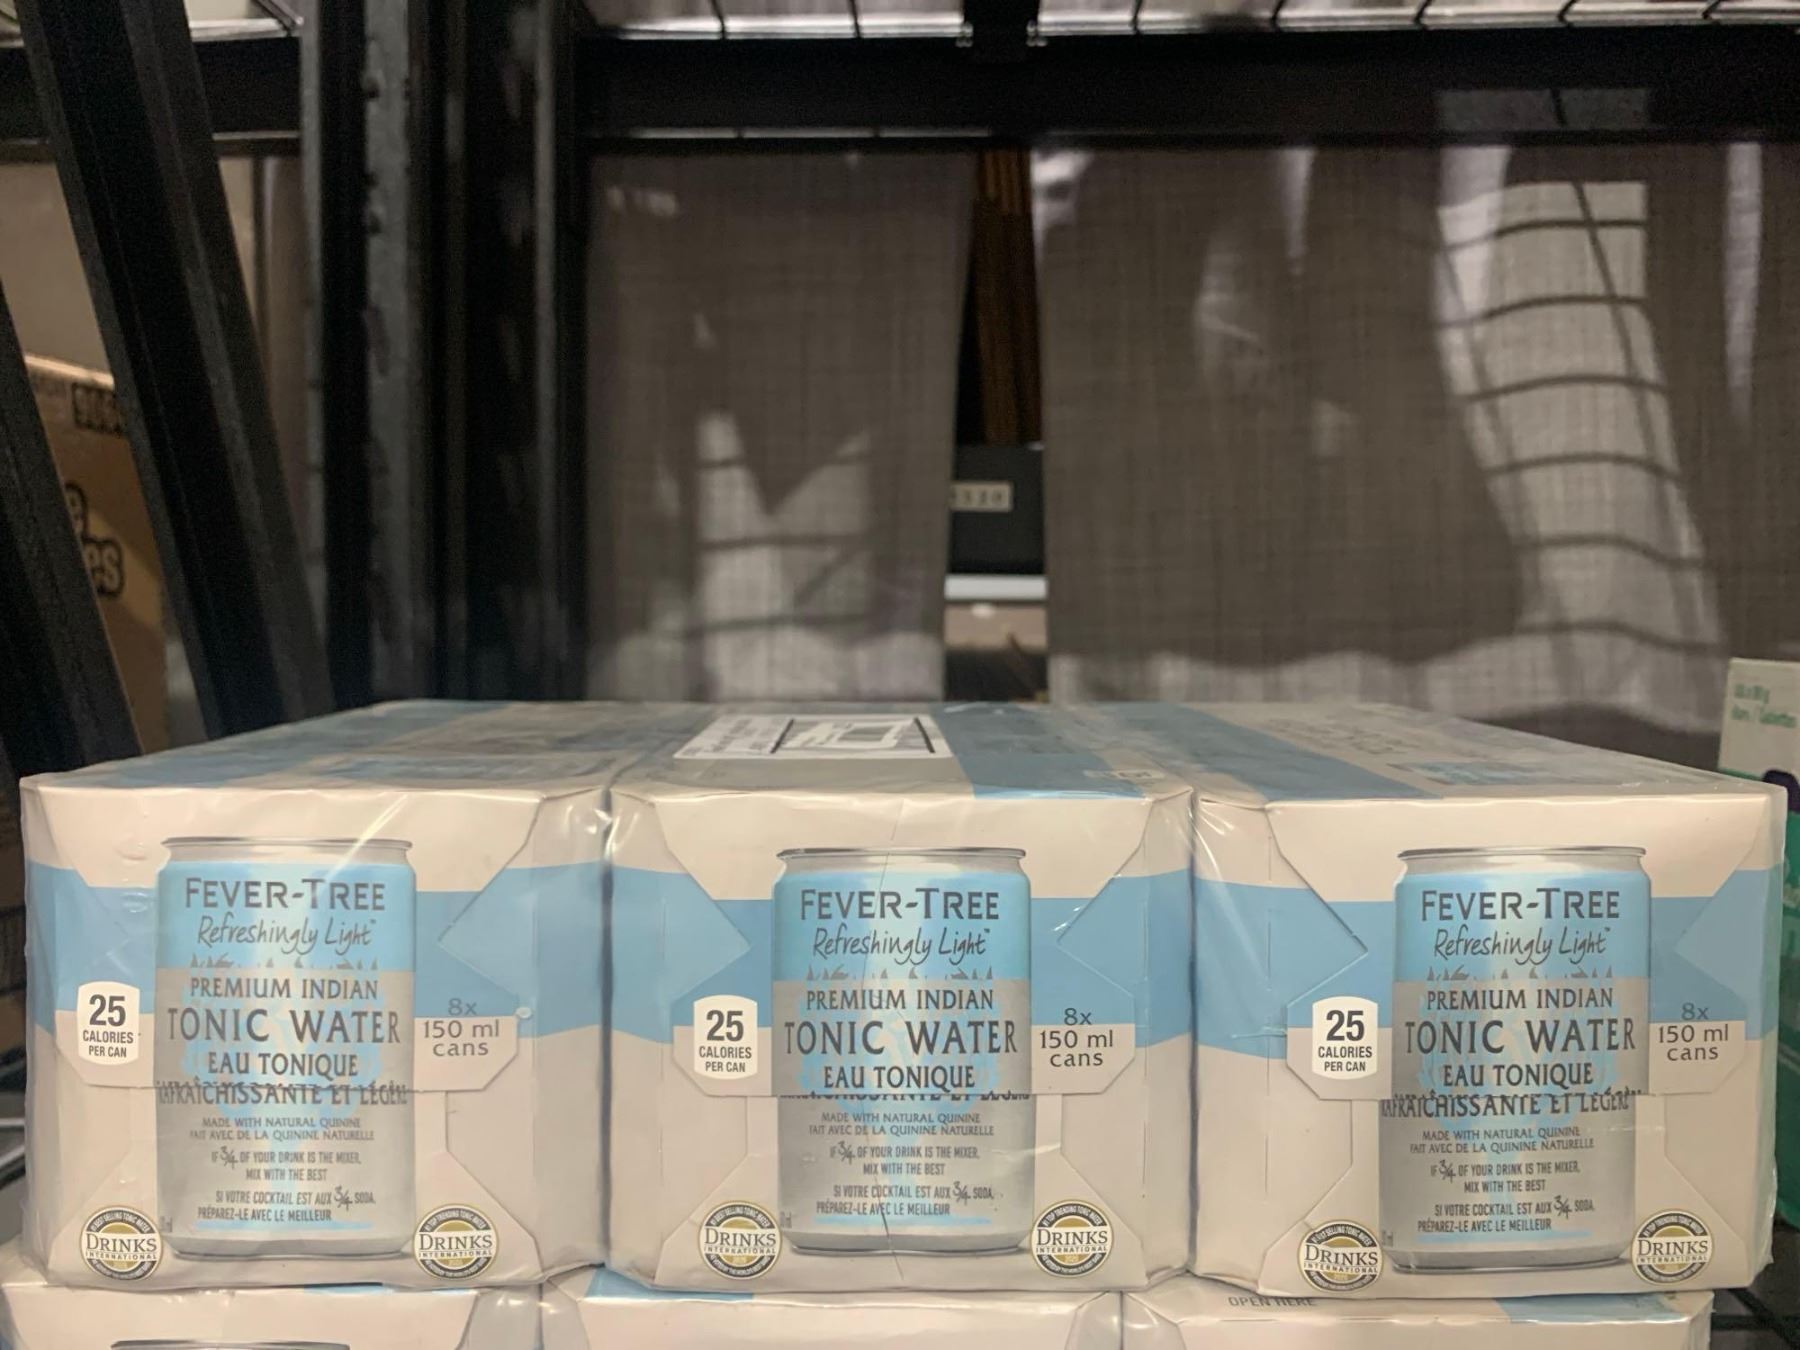 FEVER-TREE
Refreshingly Light™
PREMIUM INDIAN
TONIC WATER
EAU TONIQUE
RAFRAÎCHISSANTE ET LÉGÈRE
MADE WITH NATURAL QUININE
FAIT AVEC DE LA QUININE NATURELLE
IF 3/4 OF YOUR DRINK IS THE MIXER,
MIX WITH THE BEST
SI VOTRE COCKTAIL EST AUX 3/4 SODA,
PRÉPAREZ-LE AVEC LE MEILLEUR
25
CALORIES
PER CAN
8x
150 ml
cans
DRINKS
INTERNATIONAL
DRINKS
INTERNATIONAL
FEVER-TREE
Refreshingly Light™
PREMIUM INDIAN
TONIC WATER
EAU TONIQUE
MADE WITH NATURAL QUININE
FAIT AVEC DE LA QUININE NATURELLE
IF 3/4 OF YOUR DRINK IS THE MIXER,
MIX WITH THE BEST
SI VOTRE COCKTAIL EST AUX 3/4 SODA,
PRÉPAREZ-LE AVEC LE MEILLEUR
25
CALORIES
PER CAN
8x
150 ml
cans
DRINKS
INTERNATIONAL
DRINKS
INTERNATIONAL
FEVER-TREE
Refreshingly Light™
PREMIUM INDIAN
TONIC WATER
EAU TONIQUE
RAFRAÎCHISSANTE ET LÉGÈRE
MADE WITH NATURAL QUININE
FAIT AVEC DE LA QUININE NATURELLE
IF 3/4 OF YOUR DRINK IS THE MIXER,
MIX WITH THE BEST
SI VOTRE COCKTAIL EST AUX 3/4 SODA,
PRÉPAREZ-LE AVEC LE MEILLEUR
25
CALORIES
PER CAN
8x
150 ml
cans
DRINKS
INTERNATIONAL
DRINKS
INTERNATIONAL
OPEN HERE